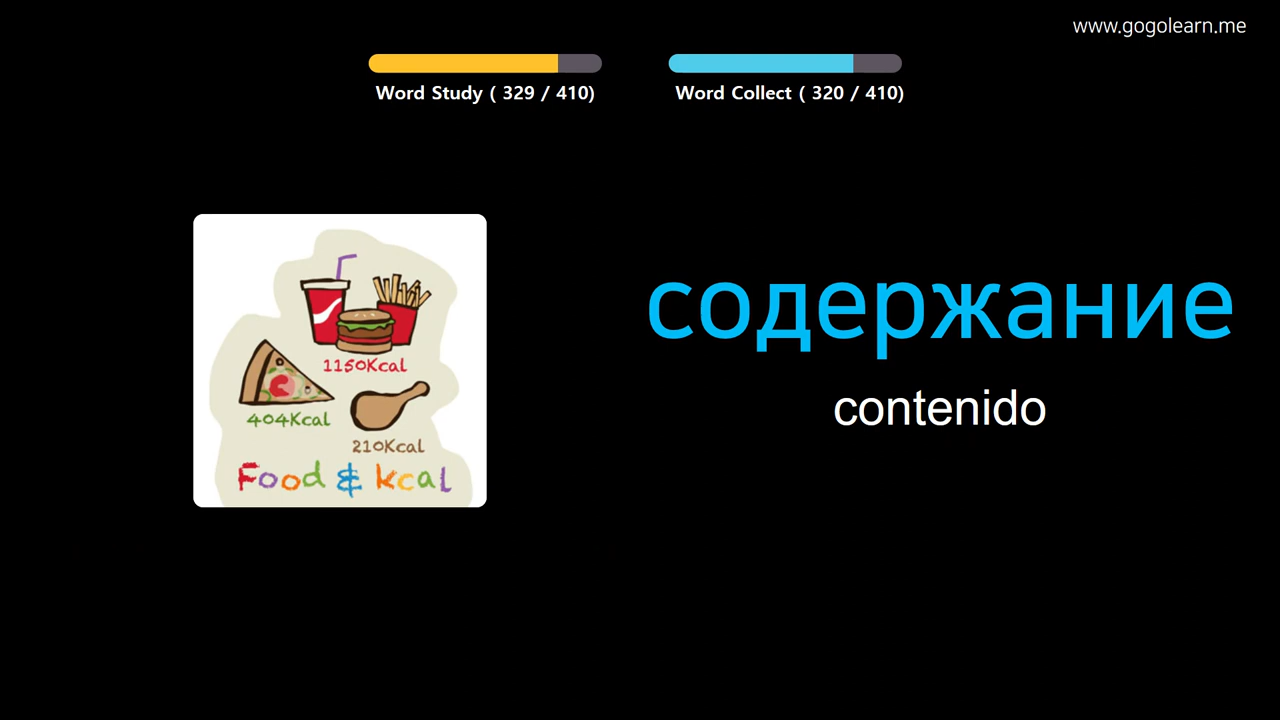 www.gogolearn.me
Word Study ( 329 / 410)
Word Collect ( 320 / 410)
1150Kcal
404Kcal
210Kcal
Food & kcal
содержание
contenido